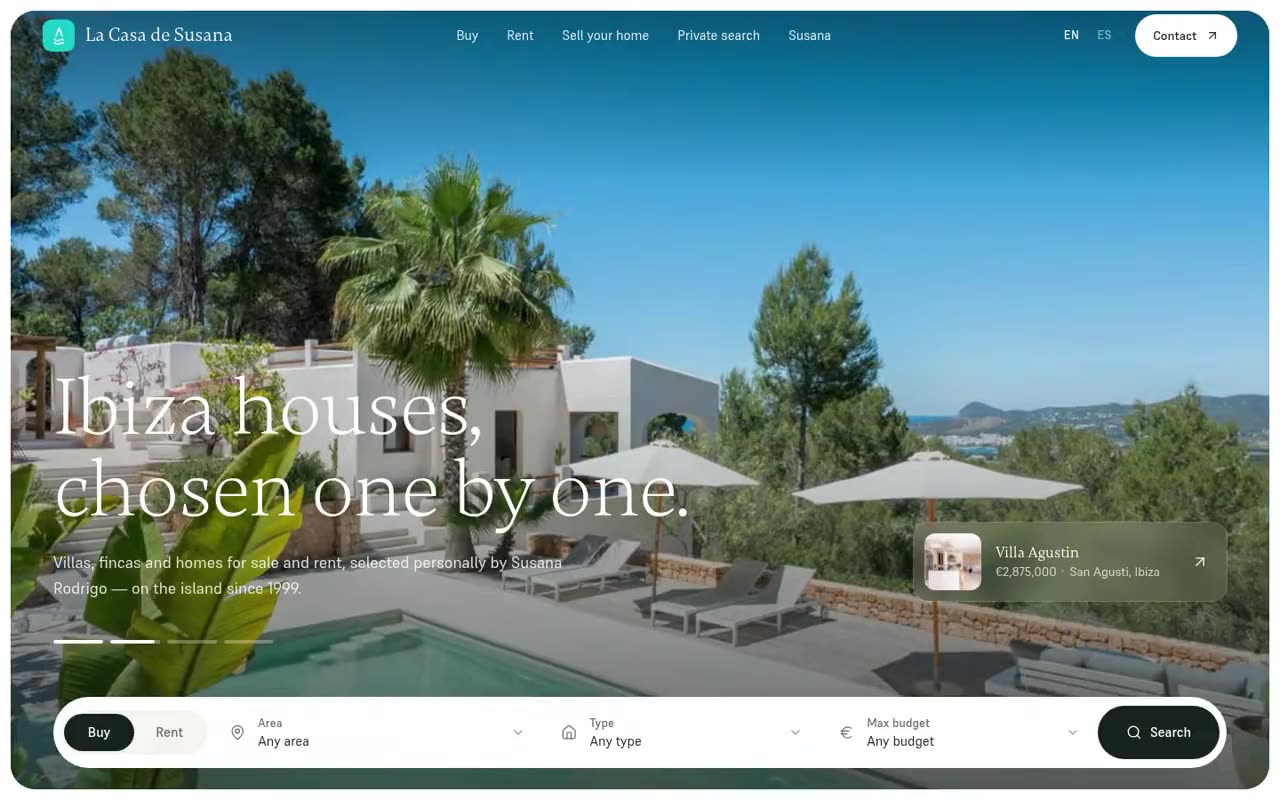 La Casa de Susana
Buy Rent Sell your home Private search Susana
EN ES
Contact
Ibiza houses,
chosen one by one.
Villas, fincas and homes for sale and rent, selected personally by Susana
Rodrigo — on the island since 1999.
Villa Agustin
€2,875,000 · San Agusti, Ibiza
Buy
Rent
Area
Any area
Type
Any type
Max budget
Any budget
Search